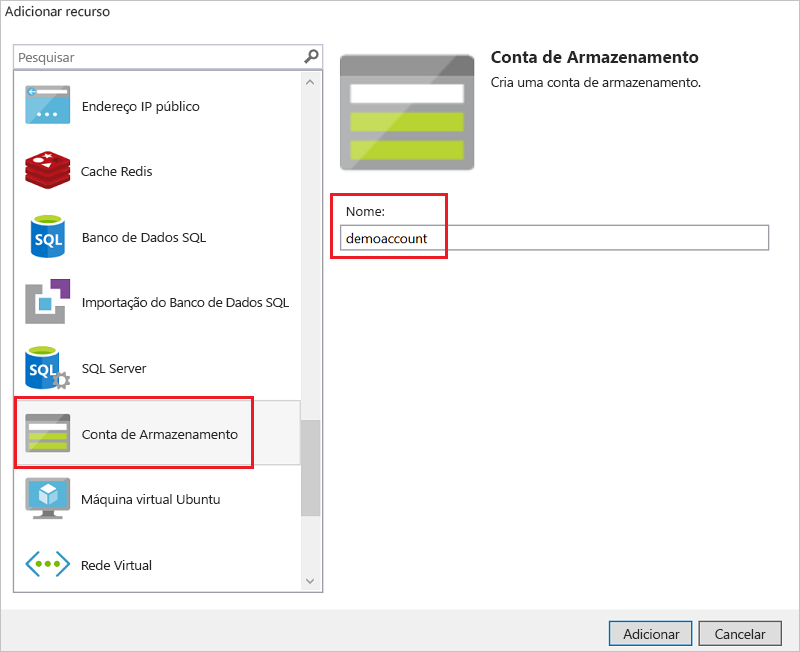 Adicionar recurso
Pesquisar
Endereço IP público
Cache Redis
SQL
Banco de Dados SQL
Importação do Banco de Dados SQL
SQL
SQL Server
Conta de Armazenamento
Máquina virtual Ubuntu
Rede Virtual
Conta de Armazenamento
Cria uma conta de armazenamento.
Nome:
demoaccount
Adicionar
Cancelar